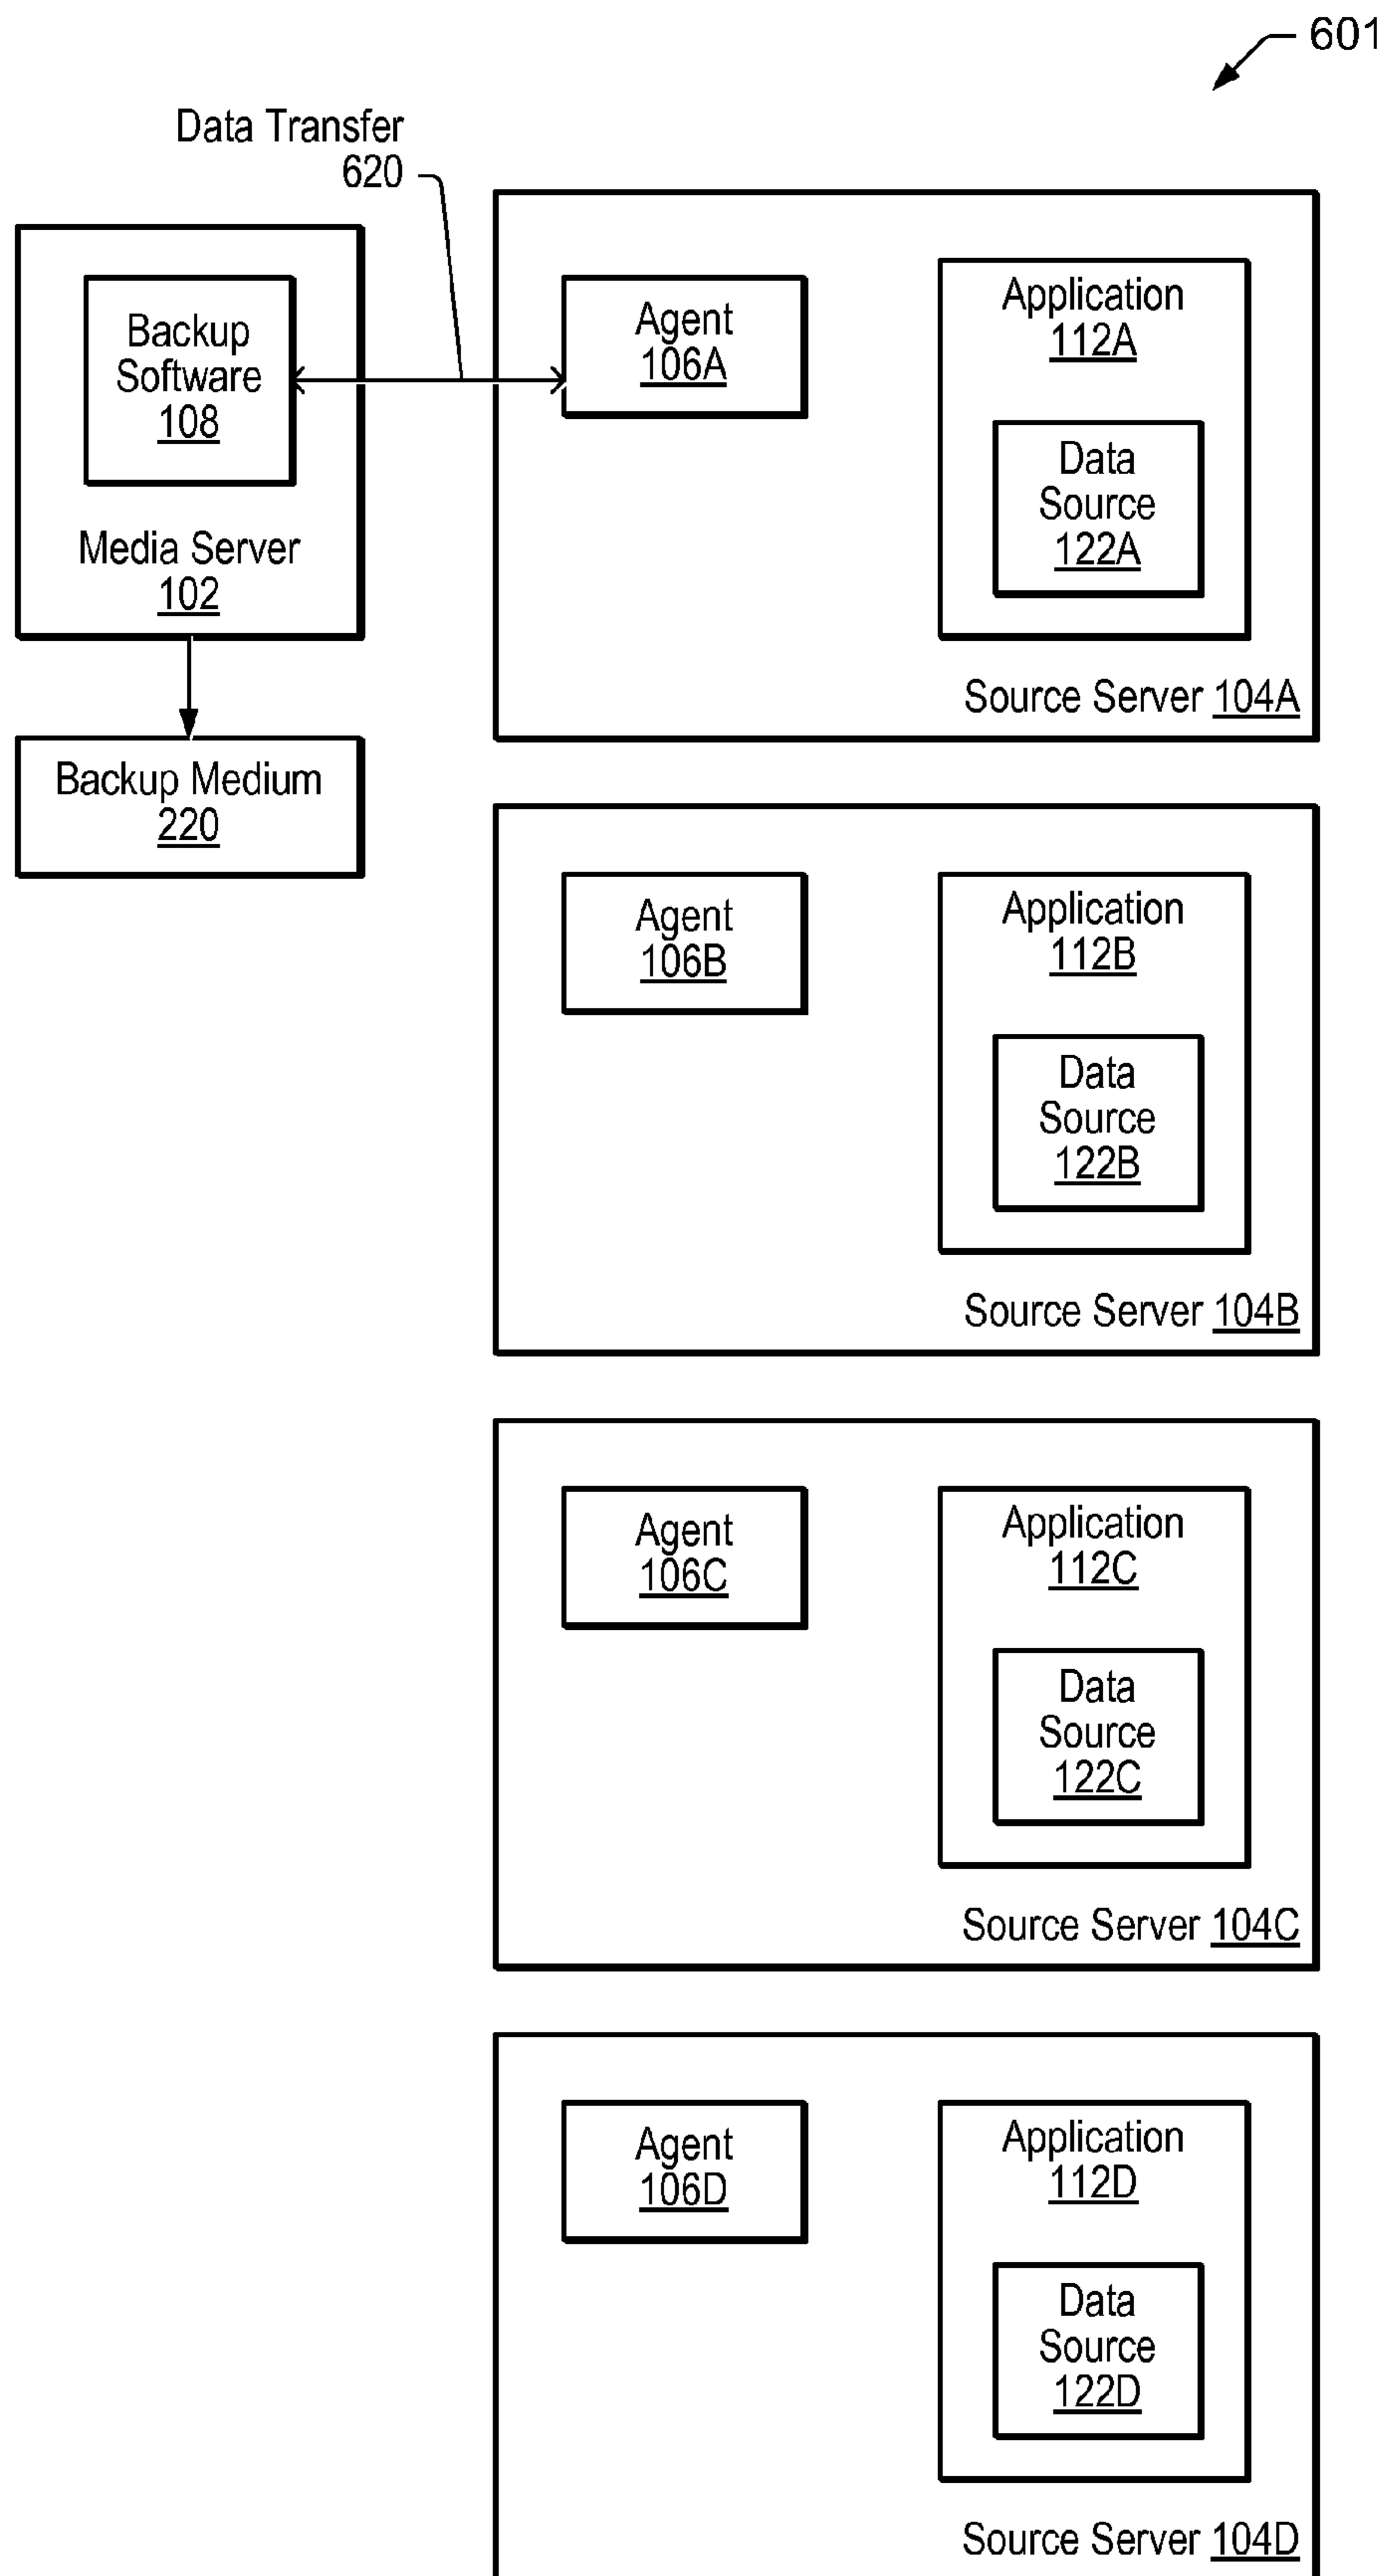 601
Data Transfer
620
Backup
Software
108
Media Server
102
Backup Medium
220
Agent
106A
Application
112A
Data
Source
122A
Source Server 104A
Agent
106B
Application
112B
Data
Source
122B
Source Server 104B
Agent
106C
Application
112C
Data
Source
122C
Source Server 104C
Agent
106D
Application
112D
Data
Source
122D
Source Server 104D